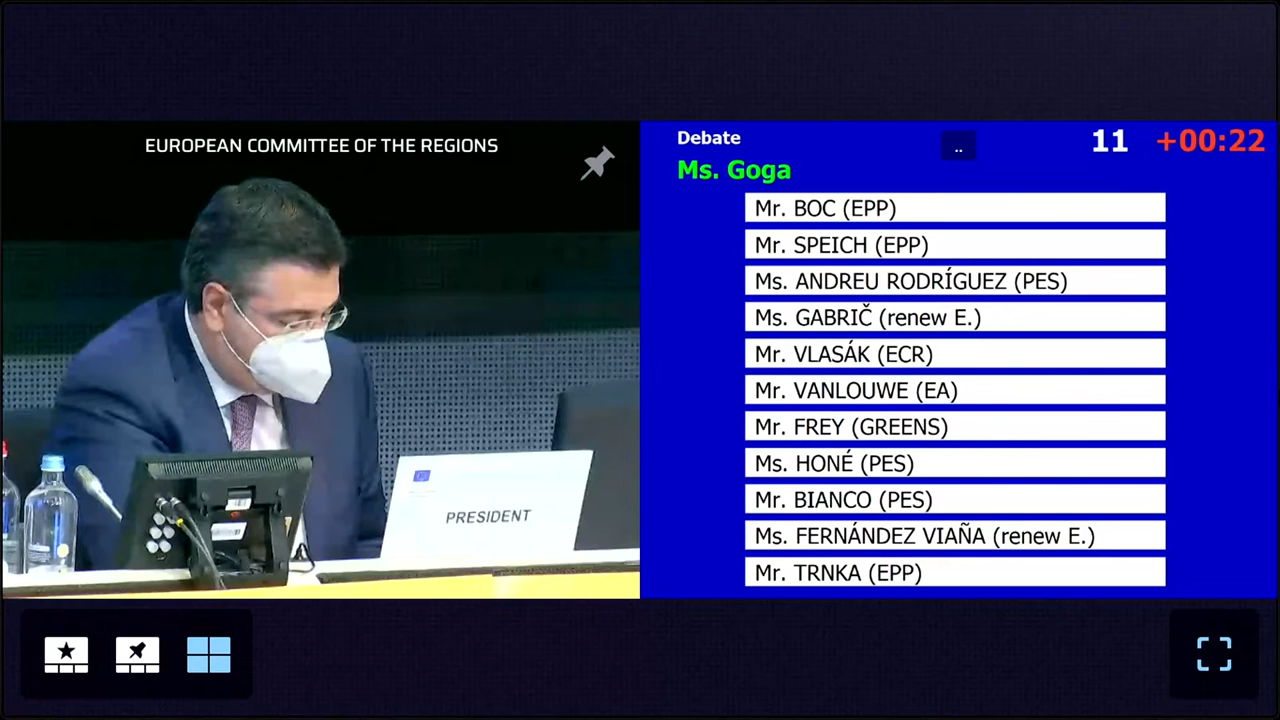 EUROPEAN COMMITTEE OF THE REGIONS
PRESIDENT
Debate
..
11
+00:22
Ms. Goga
Mr. BOC (EPP)
Mr. SPEICH (EPP)
Ms. ANDREU RODRÍGUEZ (PES)
Ms. GABRIČ (renew E.)
Mr. VLASÁK (ECR)
Mr. VANLOUWE (EA)
Mr. FREY (GREENS)
Ms. HONÉ (PES)
Mr. BIANCO (PES)
Ms. FERNÁNDEZ VIAÑA (renew E.)
Mr. TRNKA (EPP)